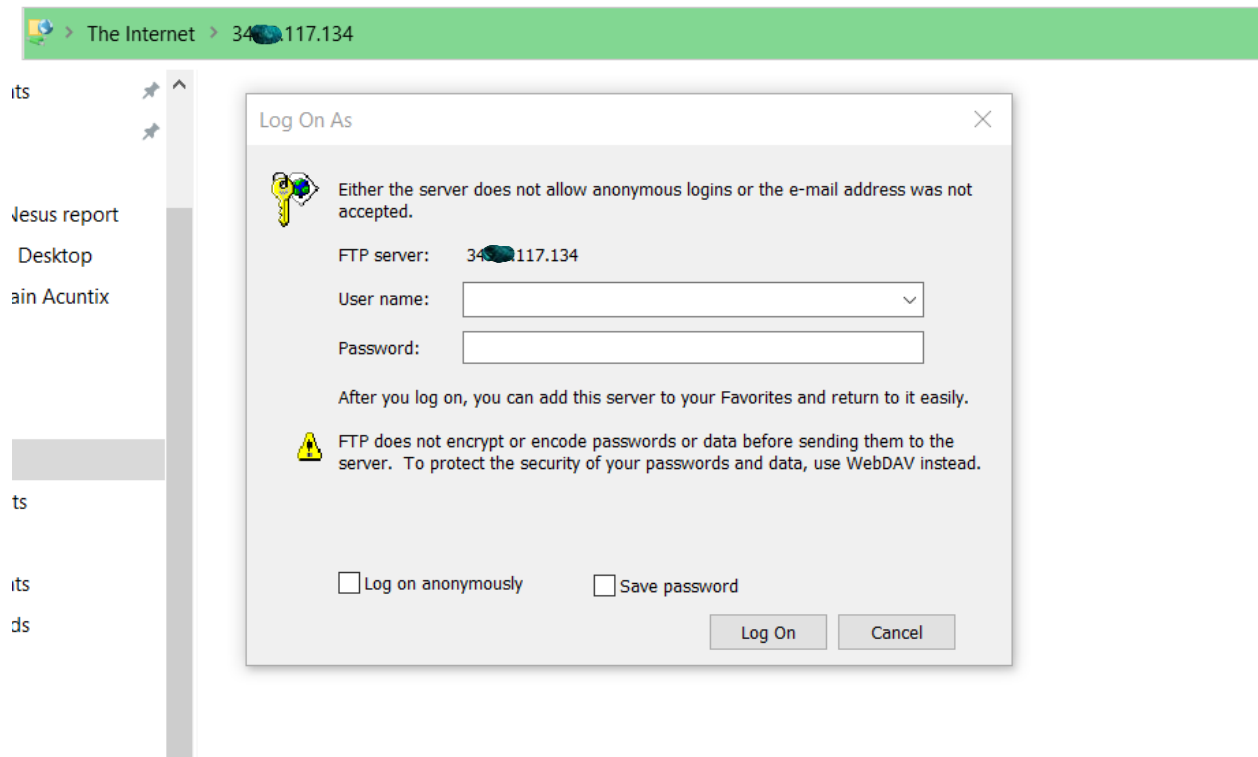 The Internet > 34 .117.134
its
Nesus report
Desktop
ain Acuntix
ts
its
ds
Log On As
Either the server does not allow anonymous logins or the e-mail address was not
accepted.
FTP server: 34 .117.134
User name:
Password:
After you log on, you can add this server to your Favorites and return to it easily.
FTP does not encrypt or encode passwords or data before sending them to the
server. To protect the security of your passwords and data, use WebDAV instead.
Log on anonymously
Save password
Log On
Cancel